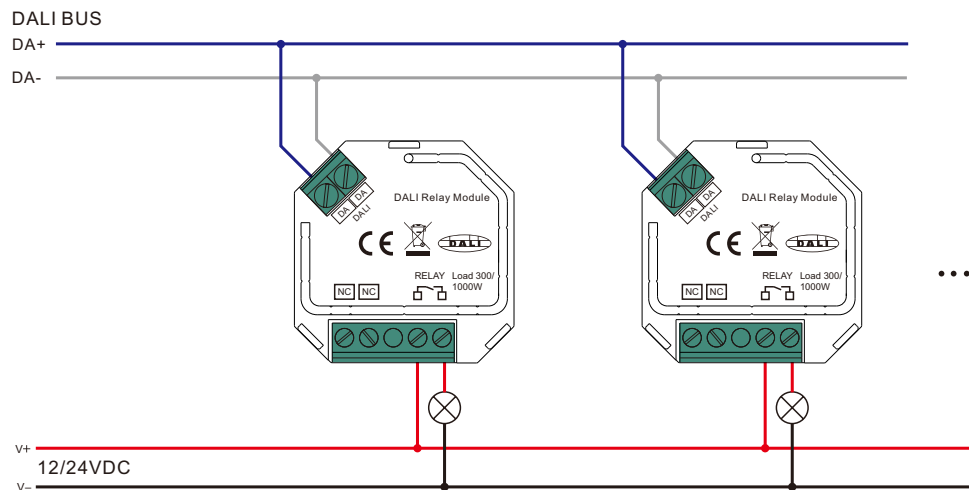 DALI BUS
DA+
DA-
DA DA
DALI
DALI Relay Module
CE
DALI
RELAY Load 300/
1000W
NC NC
DA DA
DALI
DALI Relay Module
CE
DALI
RELAY Load 300/
1000W
NC NC
...
V+
12/24VDC
V–